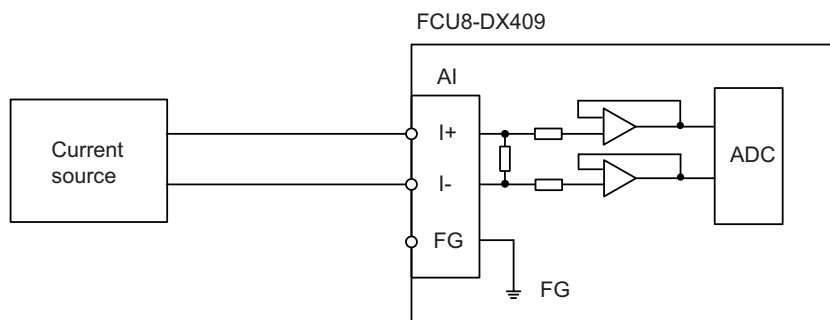 FCU8-DX409
AI
Current
source
I+
I-
FG
ADC
FG